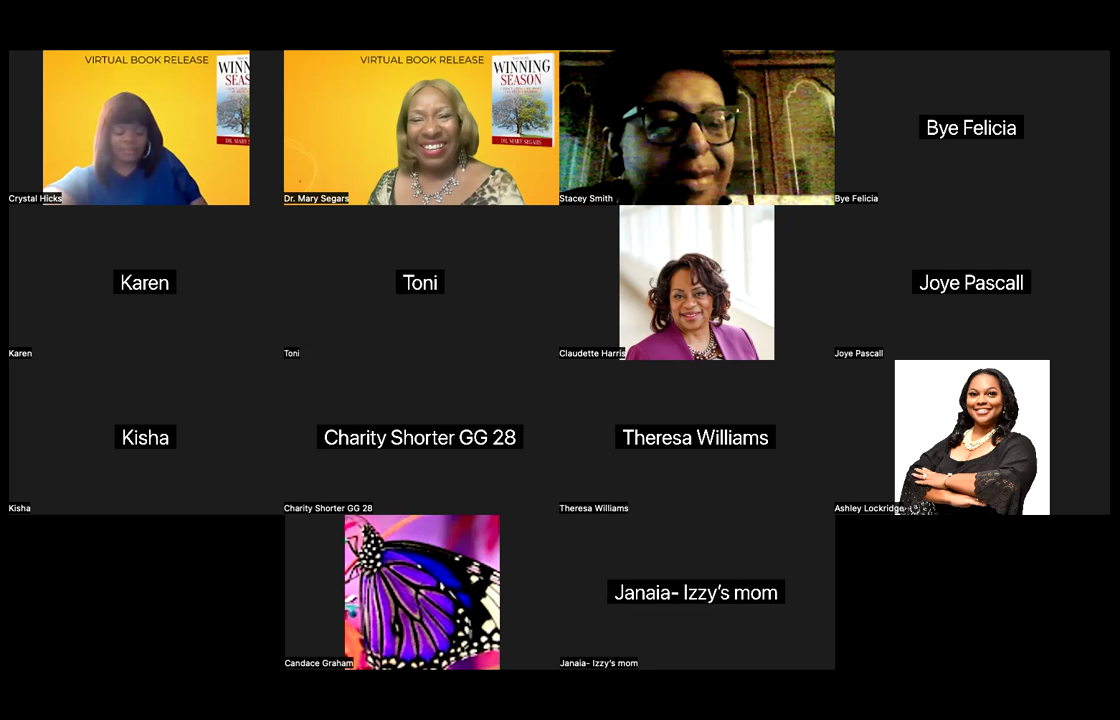 VIRTUAL BOOK RELEASE
WINNING
SEAS
DR. MARY S
Crystal Hicks
VIRTUAL BOOK RELEASE
WINNING
SEASON
DR. MARY SEGARS
Dr. Mary Segars
Stacey Smith
Bye Felicia
Bye Felicia
Karen
Karen
Toni
Toni
Claudette Harris
Joye Pascall
Joye Pascall
Kisha
Kisha
Charity Shorter GG 28
Charity Shorter GG 28
Theresa Williams
Theresa Williams
Ashley Lockridge
Candace Graham
Janaia- Izzy’s mom
Janaia- Izzy's mom